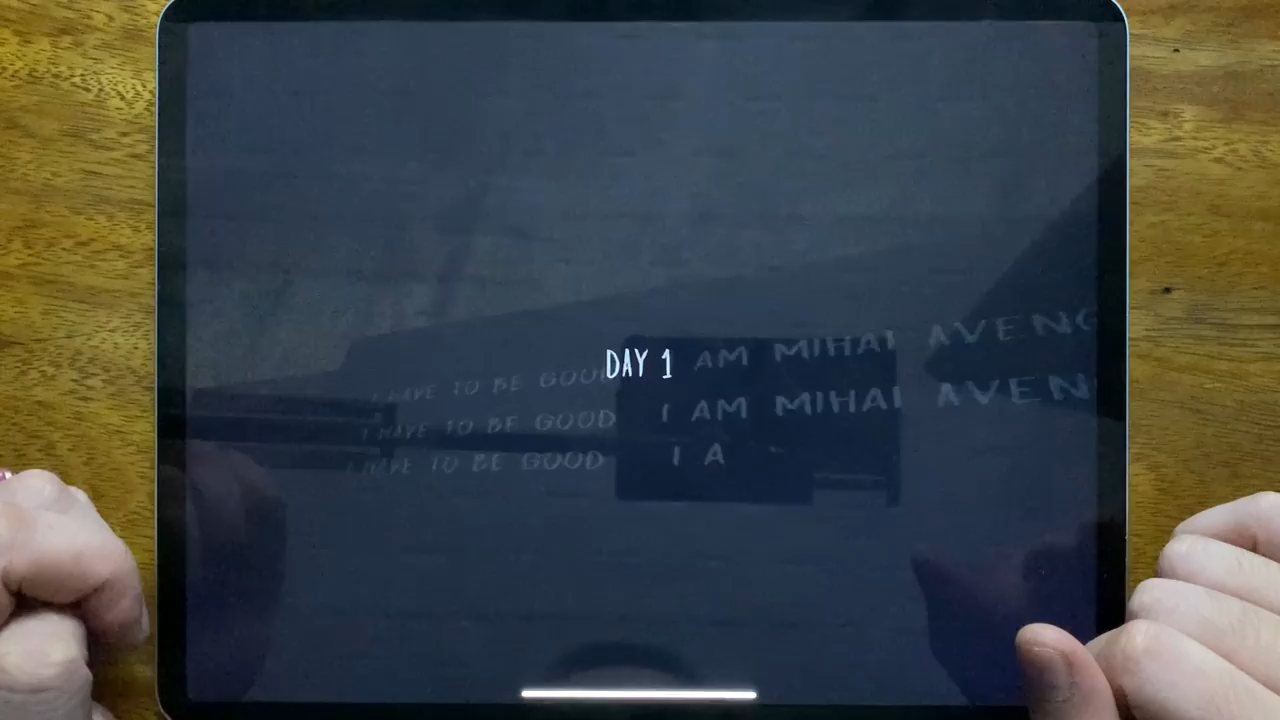 DAY 1
I HAVE TO BE GOOD AM MIHAI AVENG
I HAVE TO BE GOOD I AM MIHAI AVEN
I HAVE TO BE GOOD I A